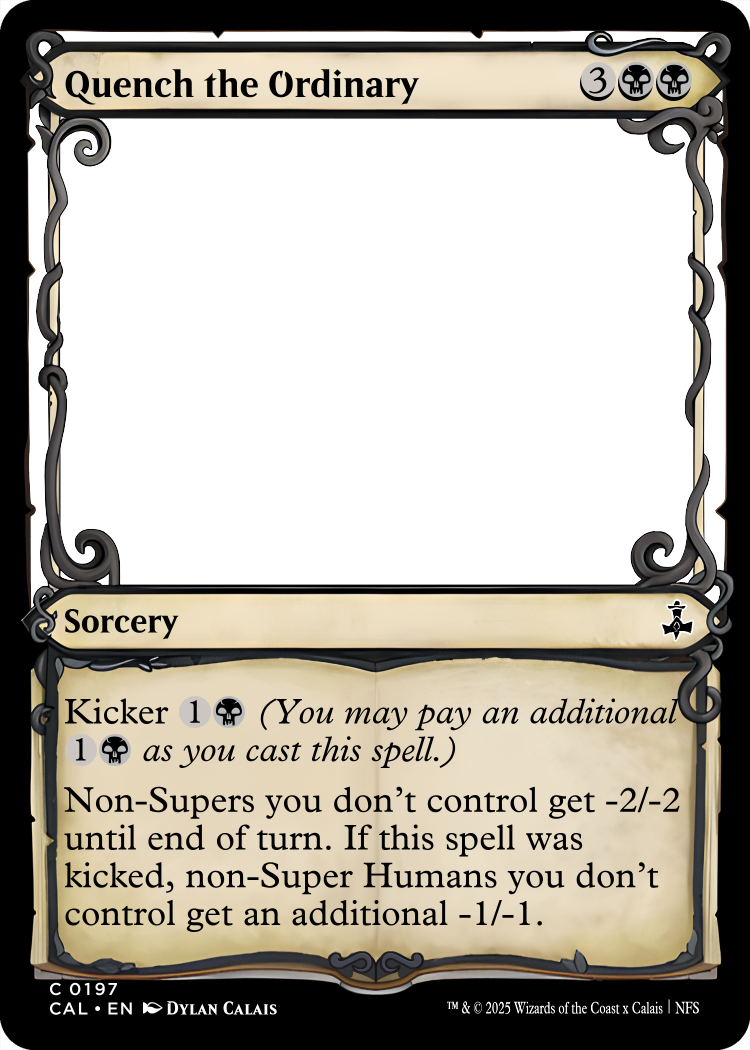 Quench the Ordinary 3
Sorcery
Kicker 1 (You may pay an additional
1 as you cast this spell.)
Non-Supers you don't control get -2/-2
until end of turn. If this spell was
kicked, non-Super Humans you don't
control get an additional -1/-1.
C 0197
CAL • EN DYLAN CALAIS
™ & © 2025 Wizards of the Coast x Calais | NFS